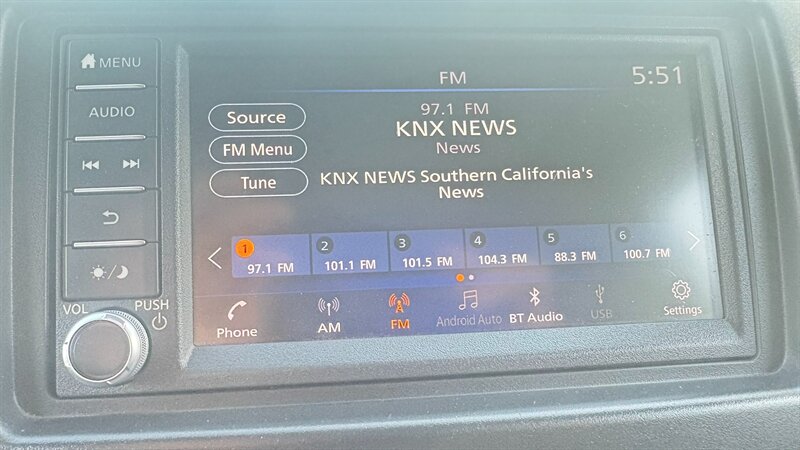 MENU
AUDIO
VOL
PUSH
FM
5:51
Source
FM Menu
Tune
97.1 FM
KNX NEWS
News
KNX NEWS Southern California's
News
1
97.1 FM
2
101.1 FM
3
101.5 FM
4
104.3 FM
5
88.3 FM
6
100.7 FM
Phone
AM
FM
Android Auto
BT Audio
USB
Settings